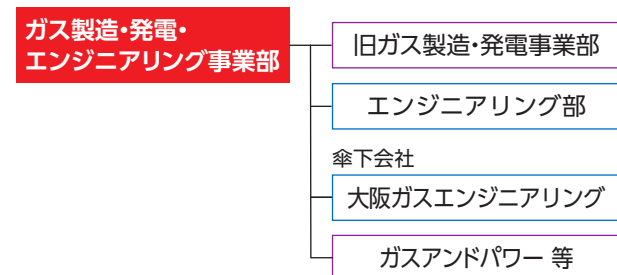 ガス製造・発電・
エンジニアリング事業部
旧ガス製造・発電事業部
エンジニアリング部
傘下会社
大阪ガスエンジニアリング
ガスアンドパワー 等